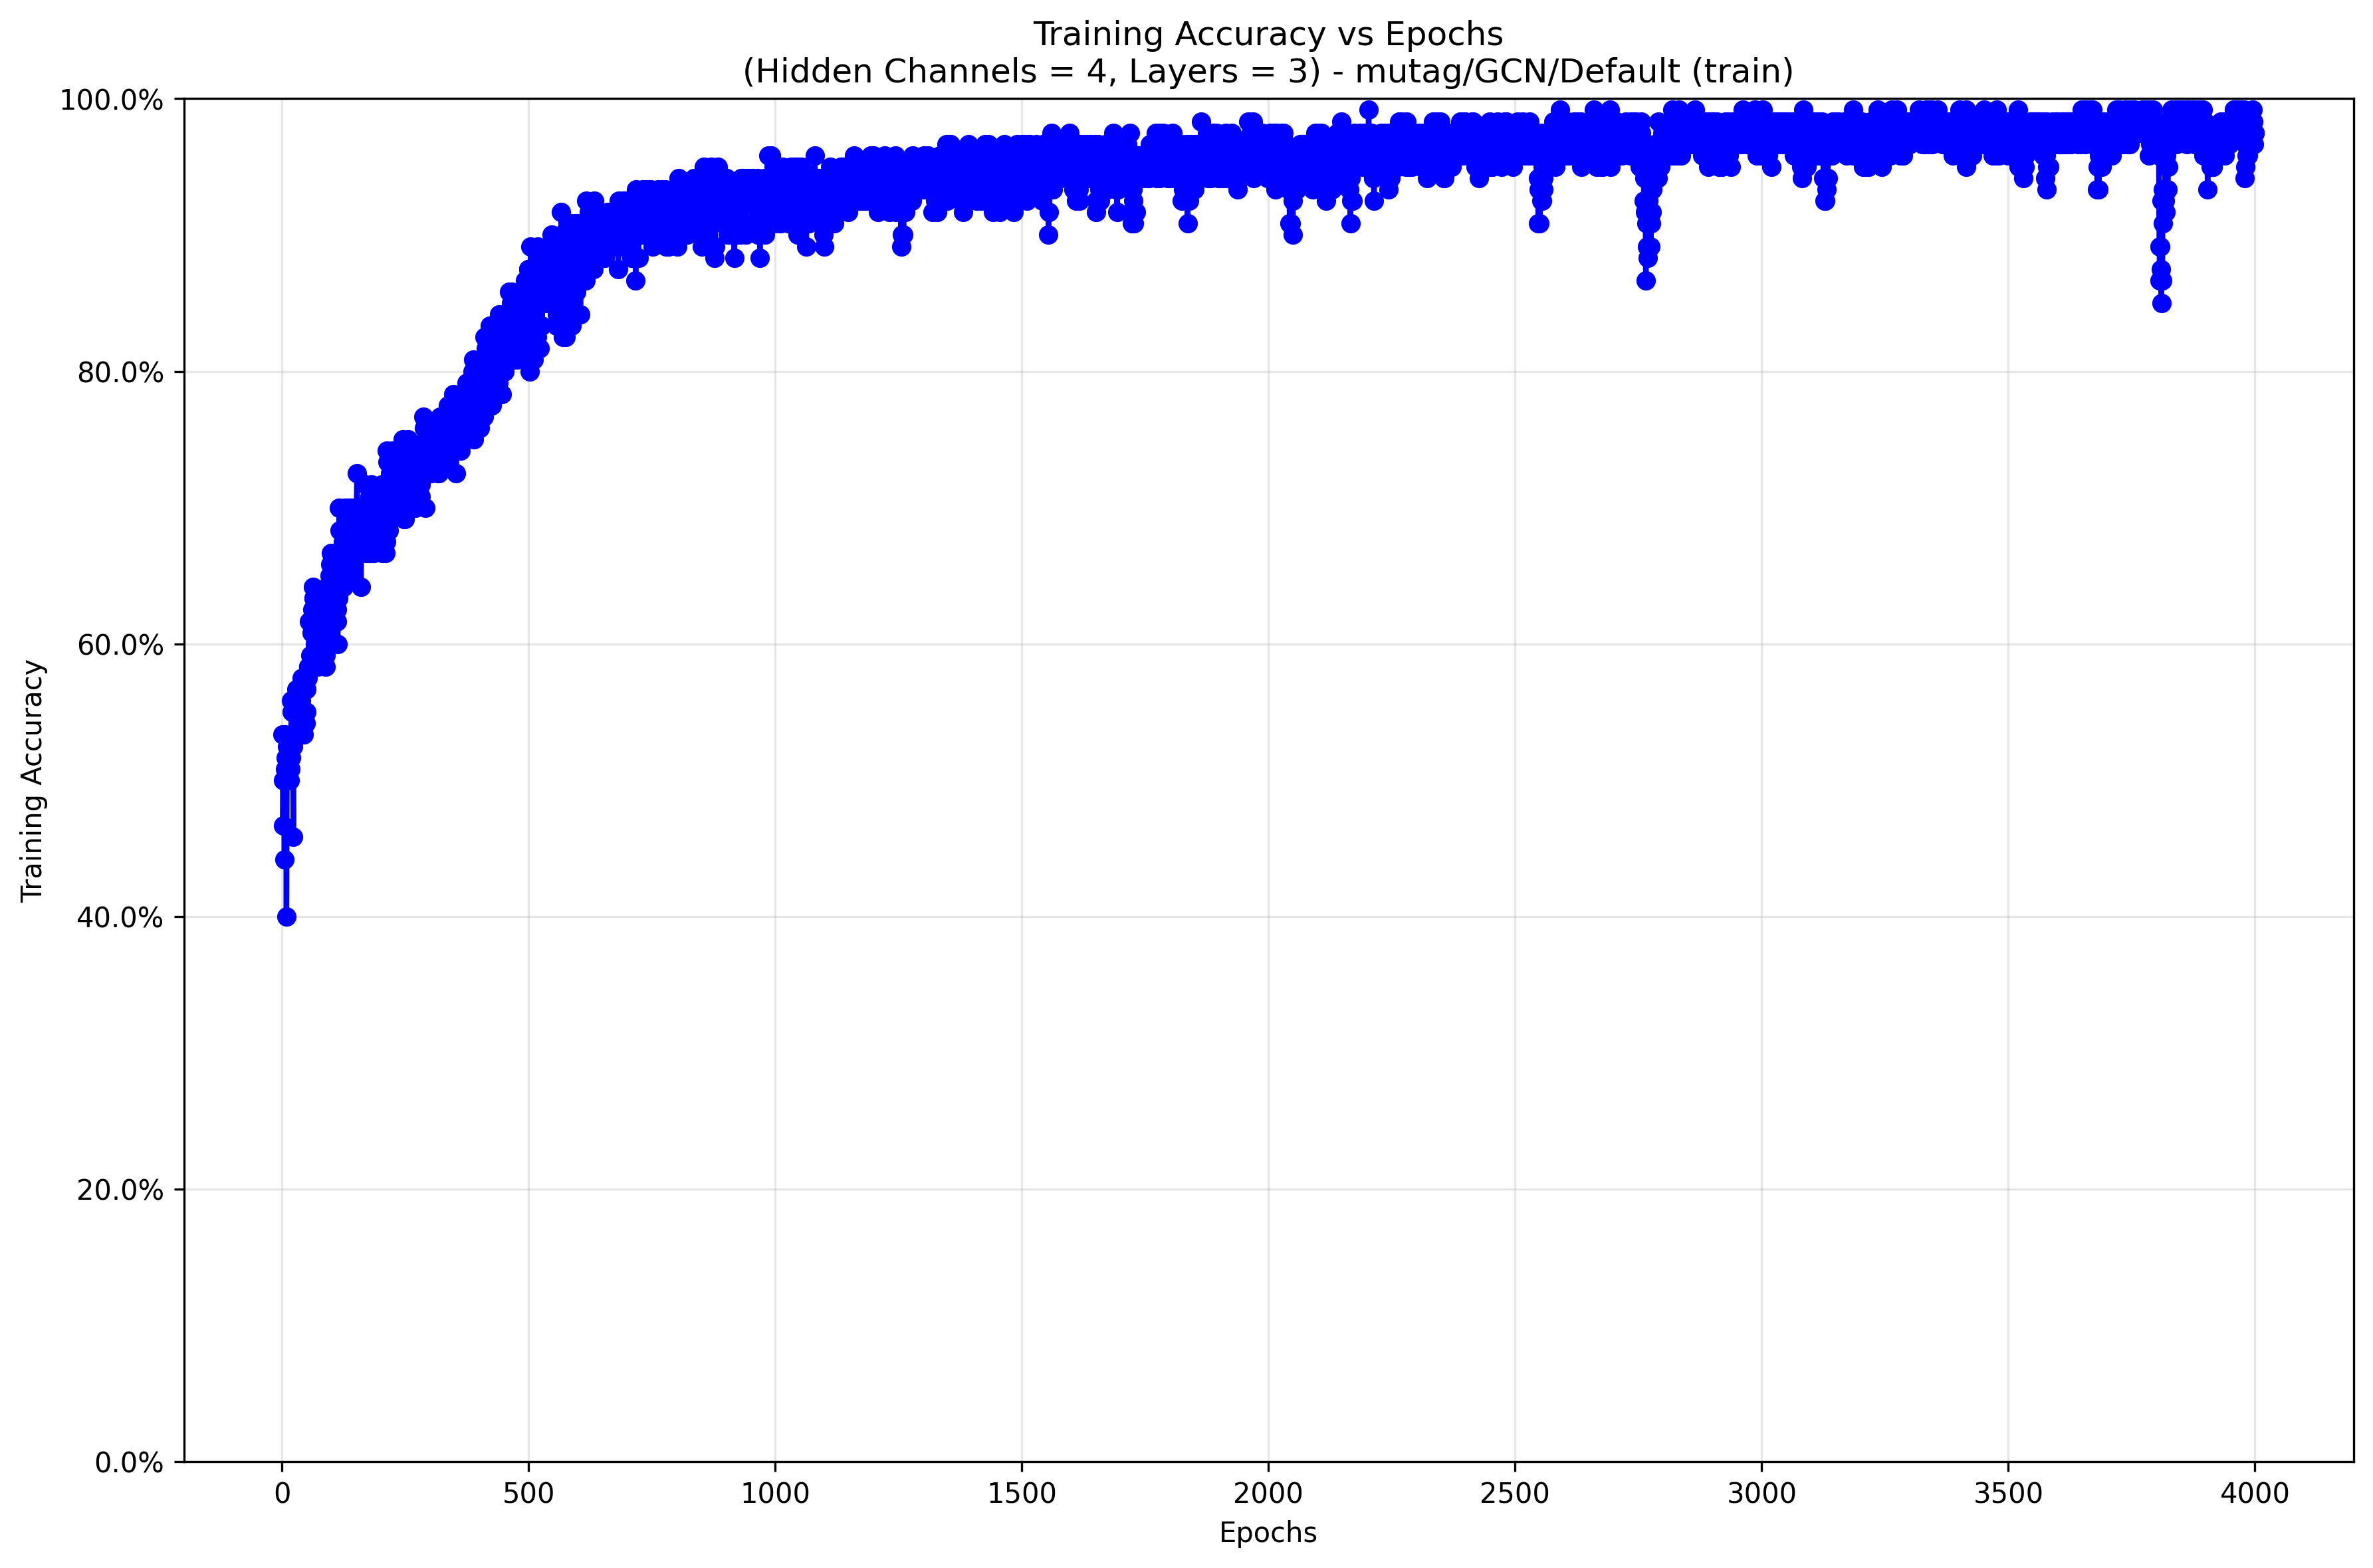 Training Accuracy vs Epochs
(Hidden Channels = 4, Layers = 3) - mutag/GCN/Default (train)
100.0%
80.0%
60.0%
40.0%
20.0%
0.0%
Training Accuracy
0 500 1000 1500 2000 2500 3000 3500 4000
Epochs